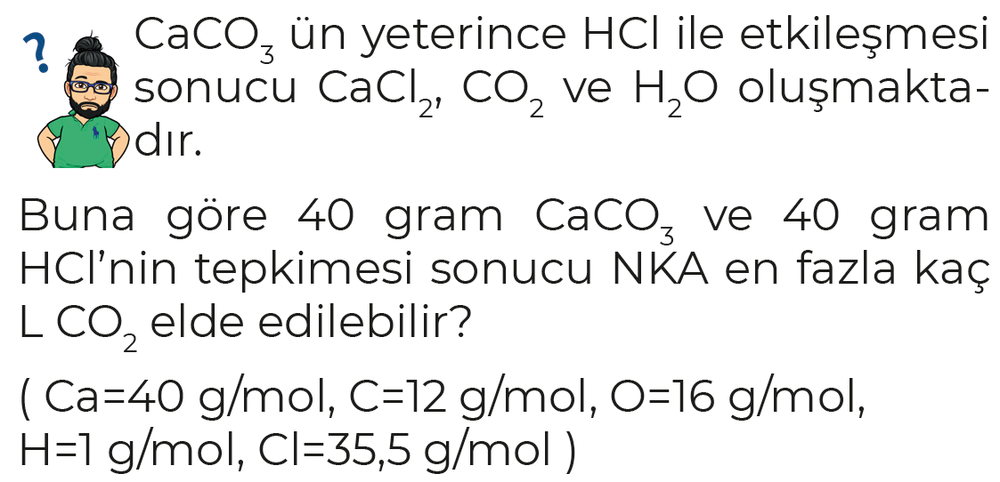 ?
CaCO₃ ün yeterince HCl ile etkileşmesi
sonucu CaCl₂, CO₂ ve H₂O oluşmakta-
dır.
Buna göre 40 gram CaCO₃ ve 40 gram
HCl’nin tepkimesi sonucu NKA en fazla kaç
L CO₂ elde edilebilir?
( Ca=40 g/mol, C=12 g/mol, O=16 g/mol,
H=1 g/mol, Cl=35,5 g/mol )